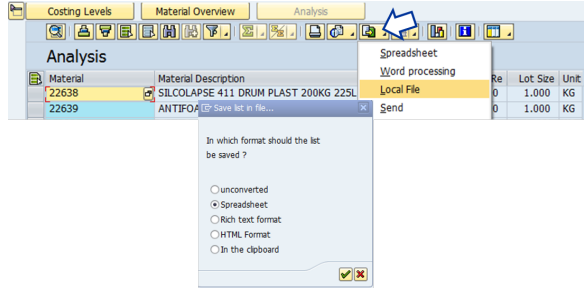 Costing Levels Material Overview Analysis
Analysis
Spreadsheet
Word processing
Local File
Send
Material Material Description Re Lot Size Unit
22638 SILCOLAPSE 411 DRUM PLAST 200KG 225L 0 1.000 KG
22639 ANTIFOA 0 1.000 KG
Save list in file...
In which format should the list
be saved ?
unconverted
Spreadsheet
Rich text format
HTML Format
In the clipboard